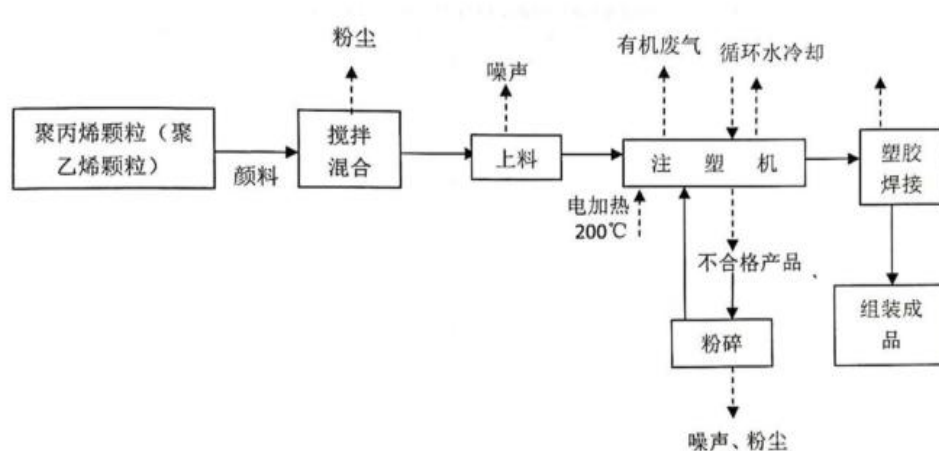 粉尘
噪声
有机废气
循环水冷却
聚丙烯颗粒（聚
乙烯颗粒）
颜料
搅拌
混合
上料
注 塑 机
塑胶
焊接
电加热
200℃
不合格产品
组装成
品
粉碎
噪声、粉尘